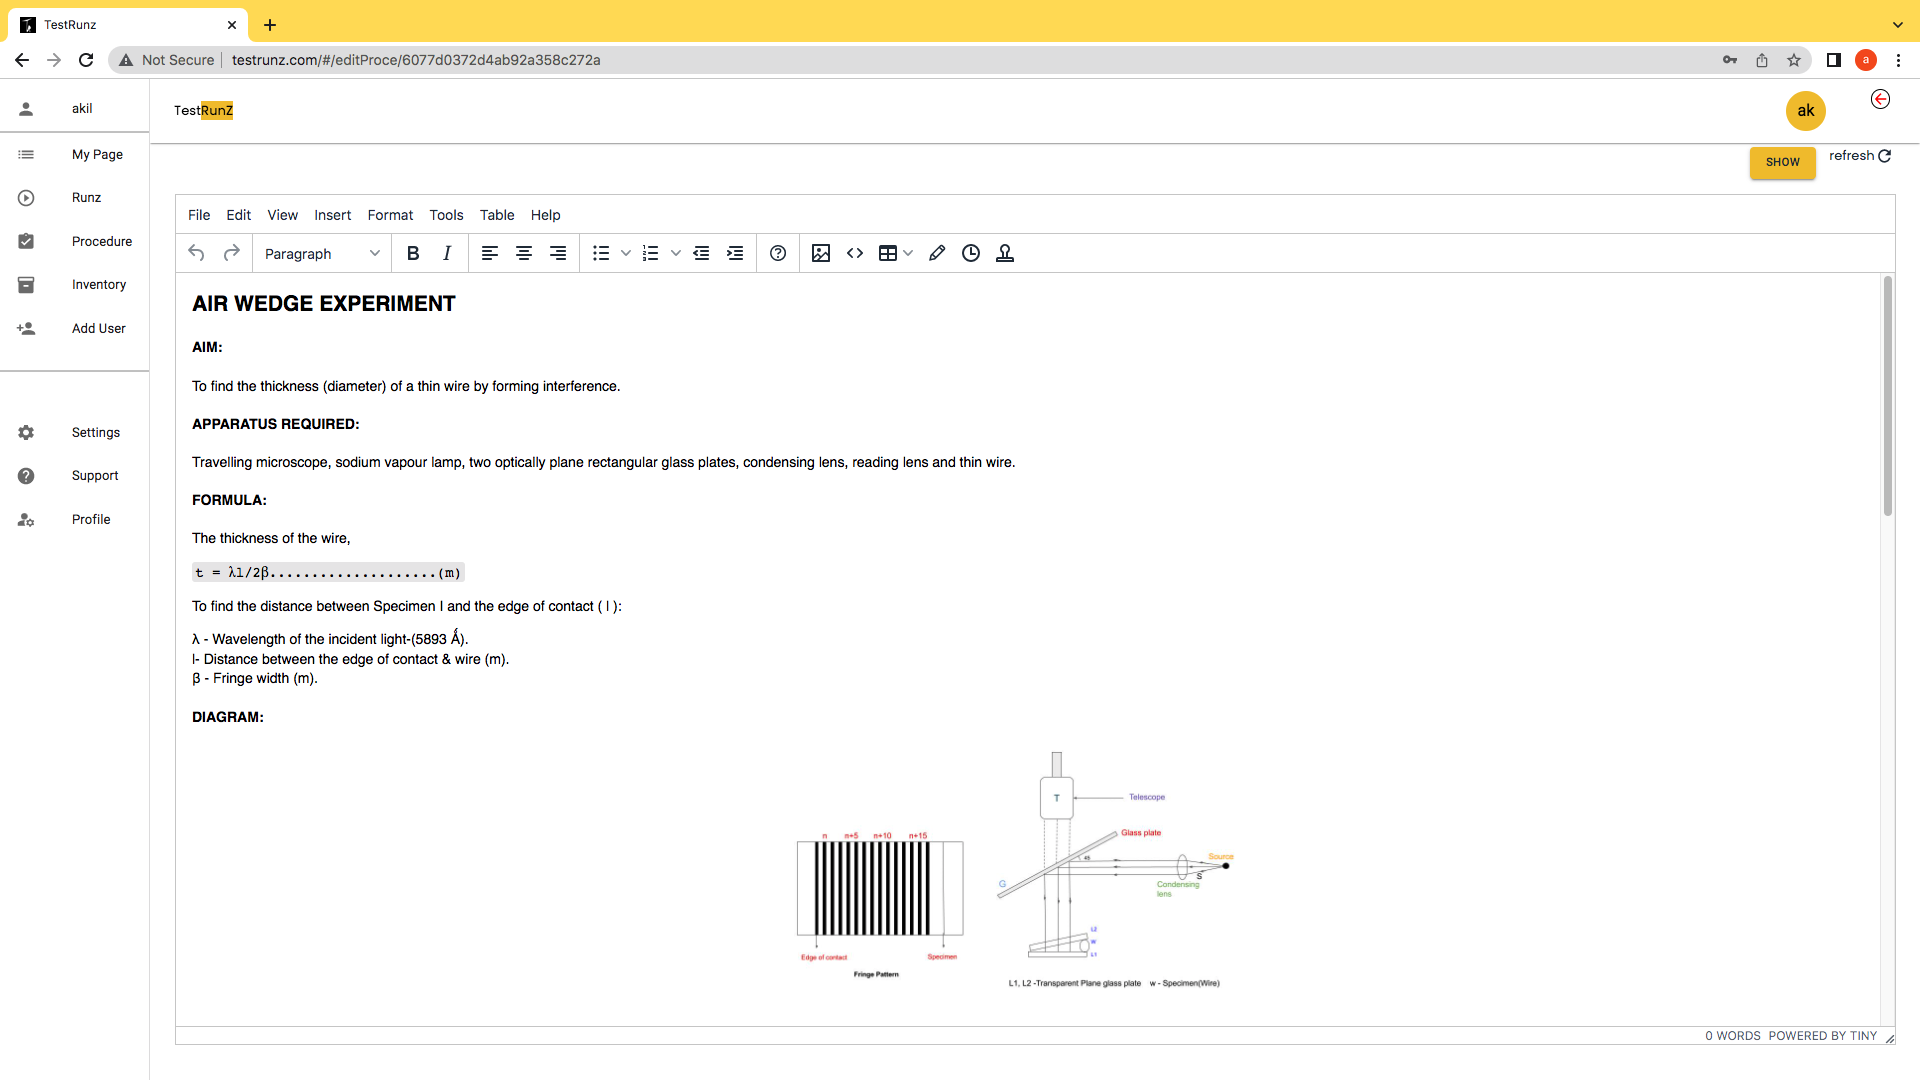 TestRunz
Not Secure
testrunz.com/#/editProce/6077d0372d4ab92a358c272a
a
akil
TestRunZ
ak
My Page
Runz
Procedure
Inventory
Add User
Settings
Support
Profile
SHOW
refresh
File Edit View Insert Format Tools Table Help
Paragraph
B I
AIR WEDGE EXPERIMENT
AIM:
To find the thickness (diameter) of a thin wire by forming interference.
APPARATUS REQUIRED:
Travelling microscope, sodium vapour lamp, two optically plane rectangular glass plates, condensing lens, reading lens and thin wire.
FORMULA:
The thickness of the wire,
t = λl/2β....................(m)
To find the distance between Specimen l and the edge of contact ( l ):
λ - Wavelength of the incident light-(5893 Ǻ).
l- Distance between the edge of contact & wire (m).
β - Fringe width (m).
DIAGRAM:
n n+5 n+10 n+15
Edge of contact
Specimen
Fringe Pattern
T
Telescope
Glass plate
45
Source
S
G
Condensing
lens
L2
W
L1
L1, L2 -Transparent Plane glass plate w - Specimen(Wire)
0 WORDS POWERED BY TINY